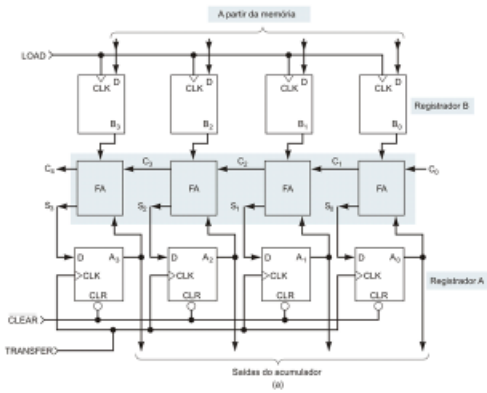 A partir da memória
LOAD
D D D D
CLK CLK CLK CLK
Registrador B
B₃ B₂ B₁ B₀
C₄ C₃ C₂ C₁ C₀
FA FA FA FA
S₃ S₂ S₁ S₀
D A₃ D A₂ D A₁ D A₀
CLK CLK CLK CLK
Registrador A
CLR CLR CLR CLR
CLEAR
TRANSFER
Saídas do acumulador
(a)